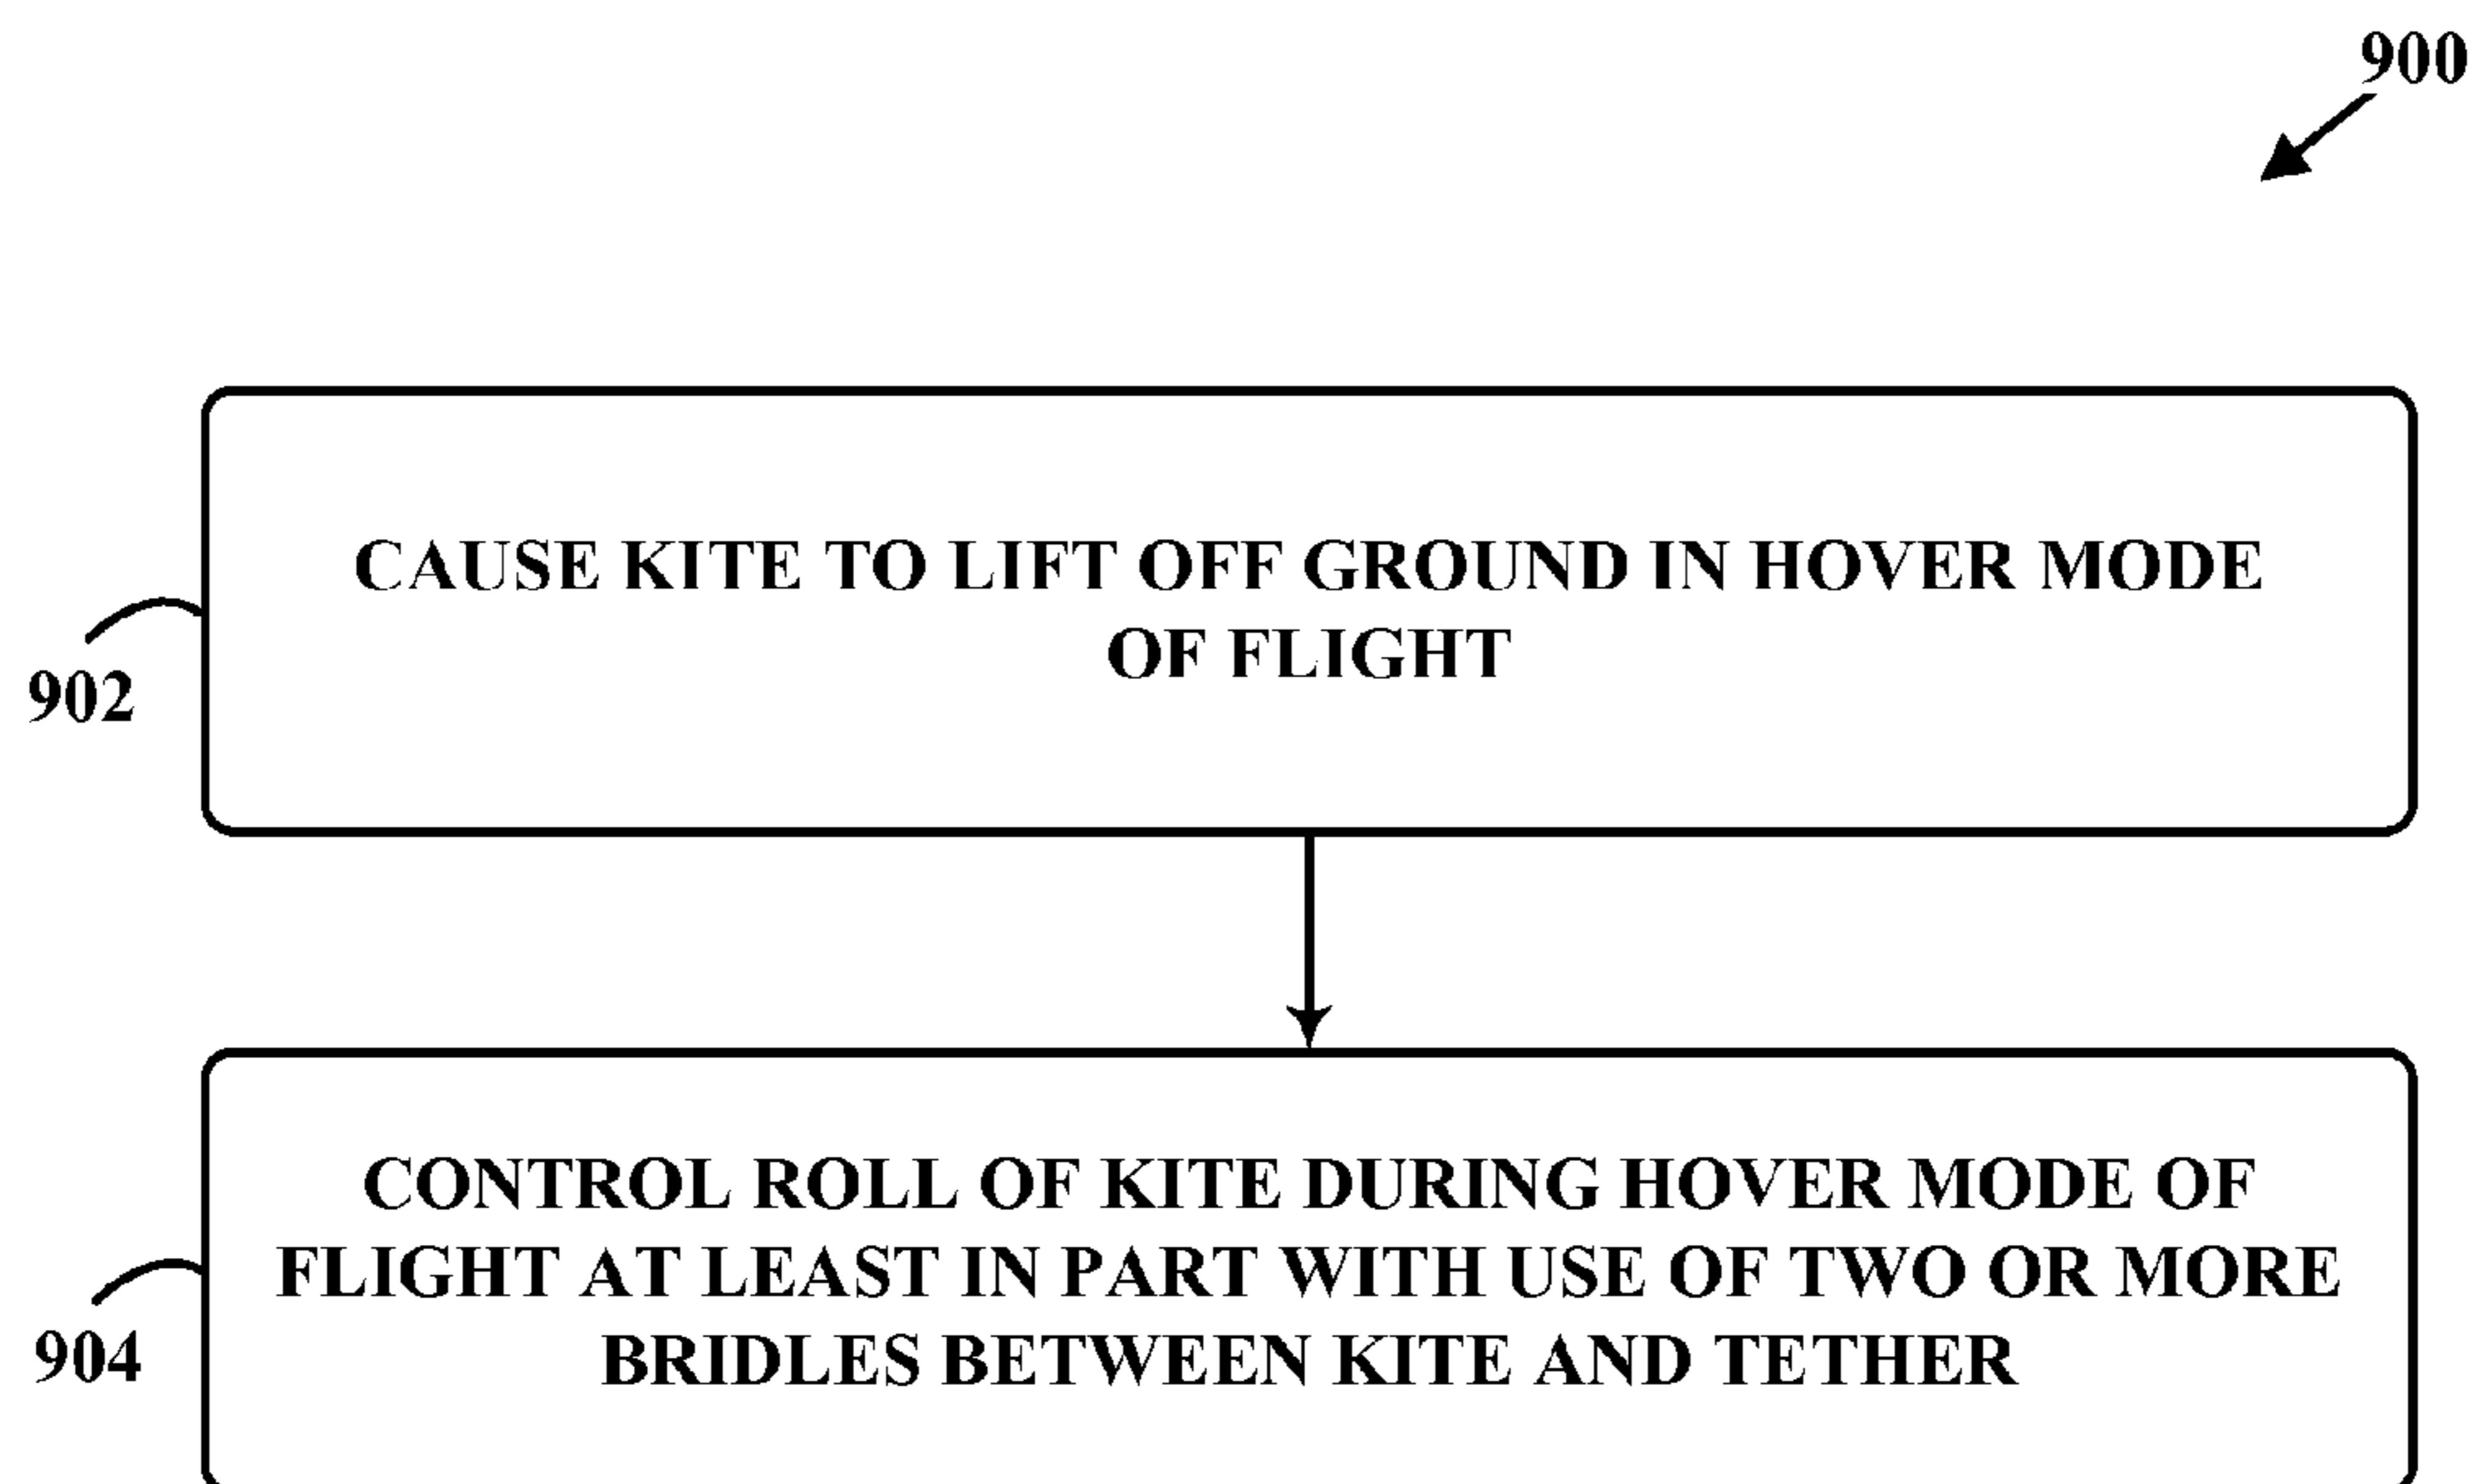 900
CAUSE KITE TO LIFT OFF GROUND IN HOVER MODE
OF FLIGHT
902
CONTROL ROLL OF KITE DURING HOVER MODE OF
FLIGHT AT LEAST IN PART WITH USE OF TWO OR MORE
BRIDLES BETWEEN KITE AND TETHER
904